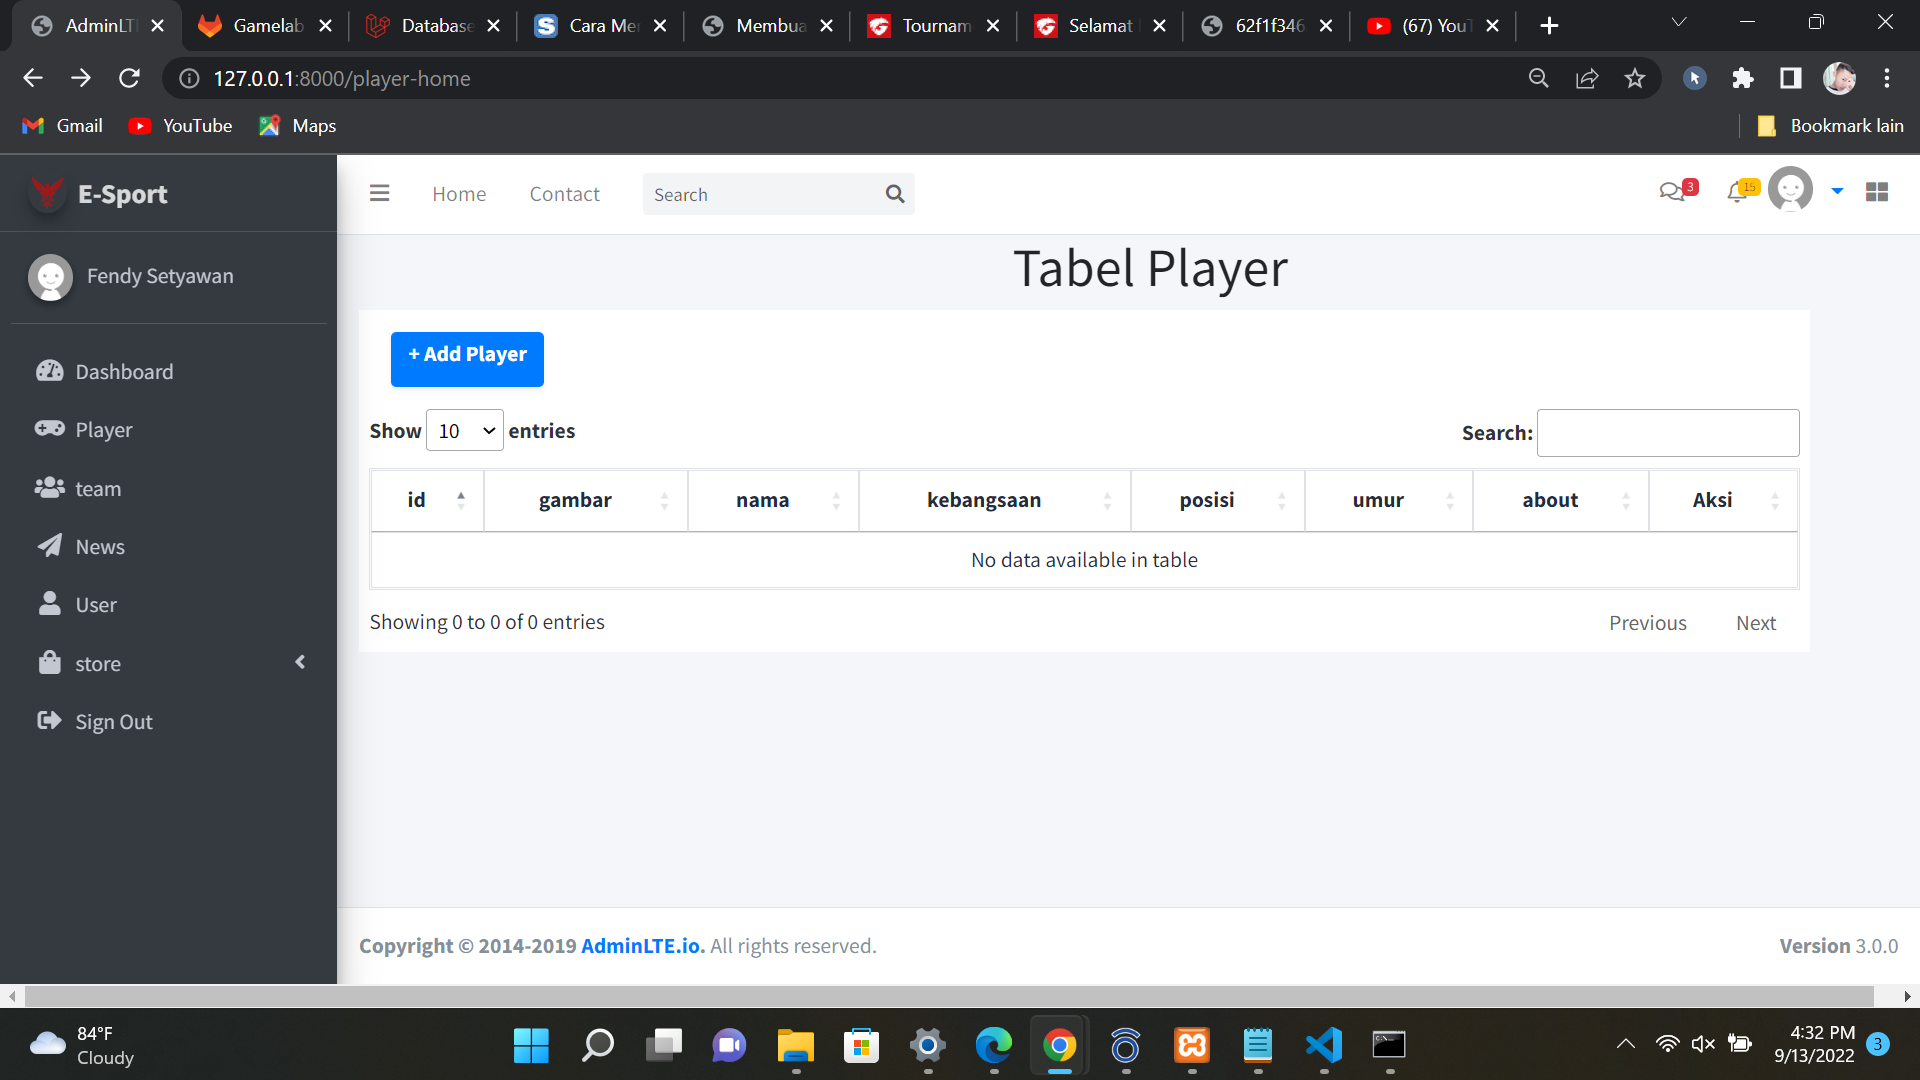 AdminLT
Gamelab
Database
Cara Me
Membua
Tournam
Selamat
62f1f346
(67) YouT
127.0.0.1:8000/player-home
Gmail
YouTube
Maps
Bookmark lain
E-Sport
Fendy Setyawan
Dashboard
Player
team
News
User
store
Sign Out
Home
Contact
Search
3
15
Tabel Player
+ Add Player
Show 10 entries
Search:
id gambar nama kebangsaan posisi umur about Aksi
No data available in table
Showing 0 to 0 of 0 entries
Previous Next
Copyright © 2014-2019 AdminLTE.io. All rights reserved.
Version 3.0.0
84°F
Cloudy
4:32 PM
9/13/2022
3